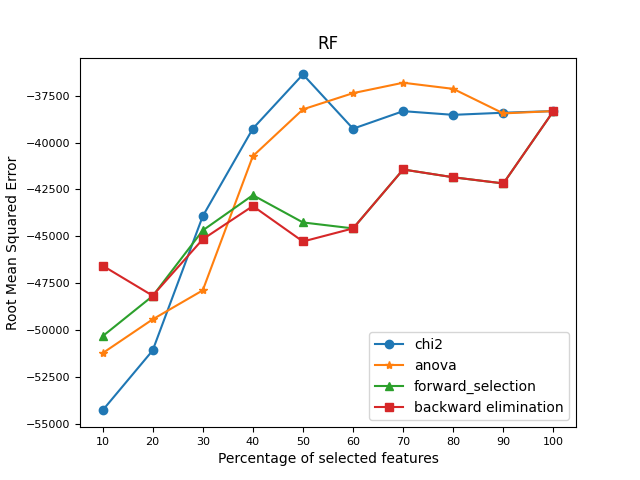 RF
Root Mean Squared Error
−37500
−40000
−42500
−45000
−47500
−50000
−52500
−55000
chi2
anova
forward_selection
backward elimination
10 20 30 40 50 60 70 80 90 100
Percentage of selected features